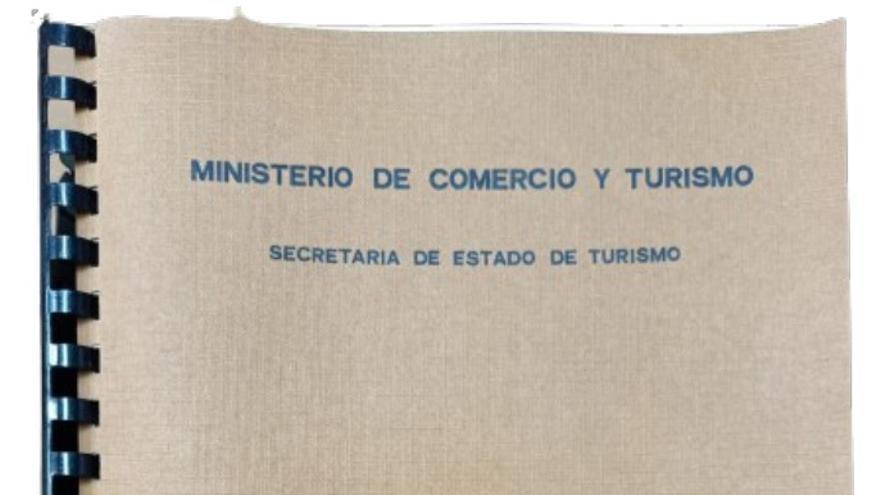 MINISTERIO DE COMERCIO Y TURISMO
SECRETARIA DE ESTADO DE TURISMO